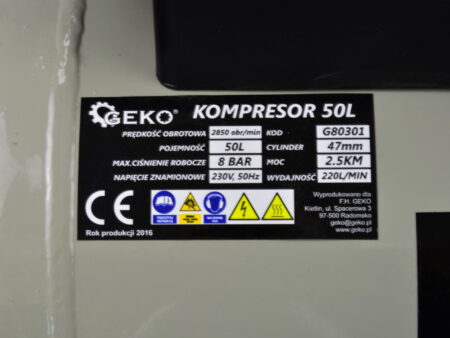 GEKO® KOMPRESOR 50L
PRĘDKOŚĆ OBROTOWA 2850 obr/min KOD G80301
POJEMNOŚĆ 50L CYLINDER 47mm
MAX.CIŚNIENIE ROBOCZE 8 BAR MOC 2.5KM
NAPIĘCIE ZNAMIONOWE 230V, 50Hz WYDAJNOŚĆ 220L/MIN
CE
Rok produkcji 2016
Wyprodukowano dla
F.H. GEKO
Kietlin, ul. Spacerowa 3
97-500 Radomsko
geko@geko.pl
www.geko.pl